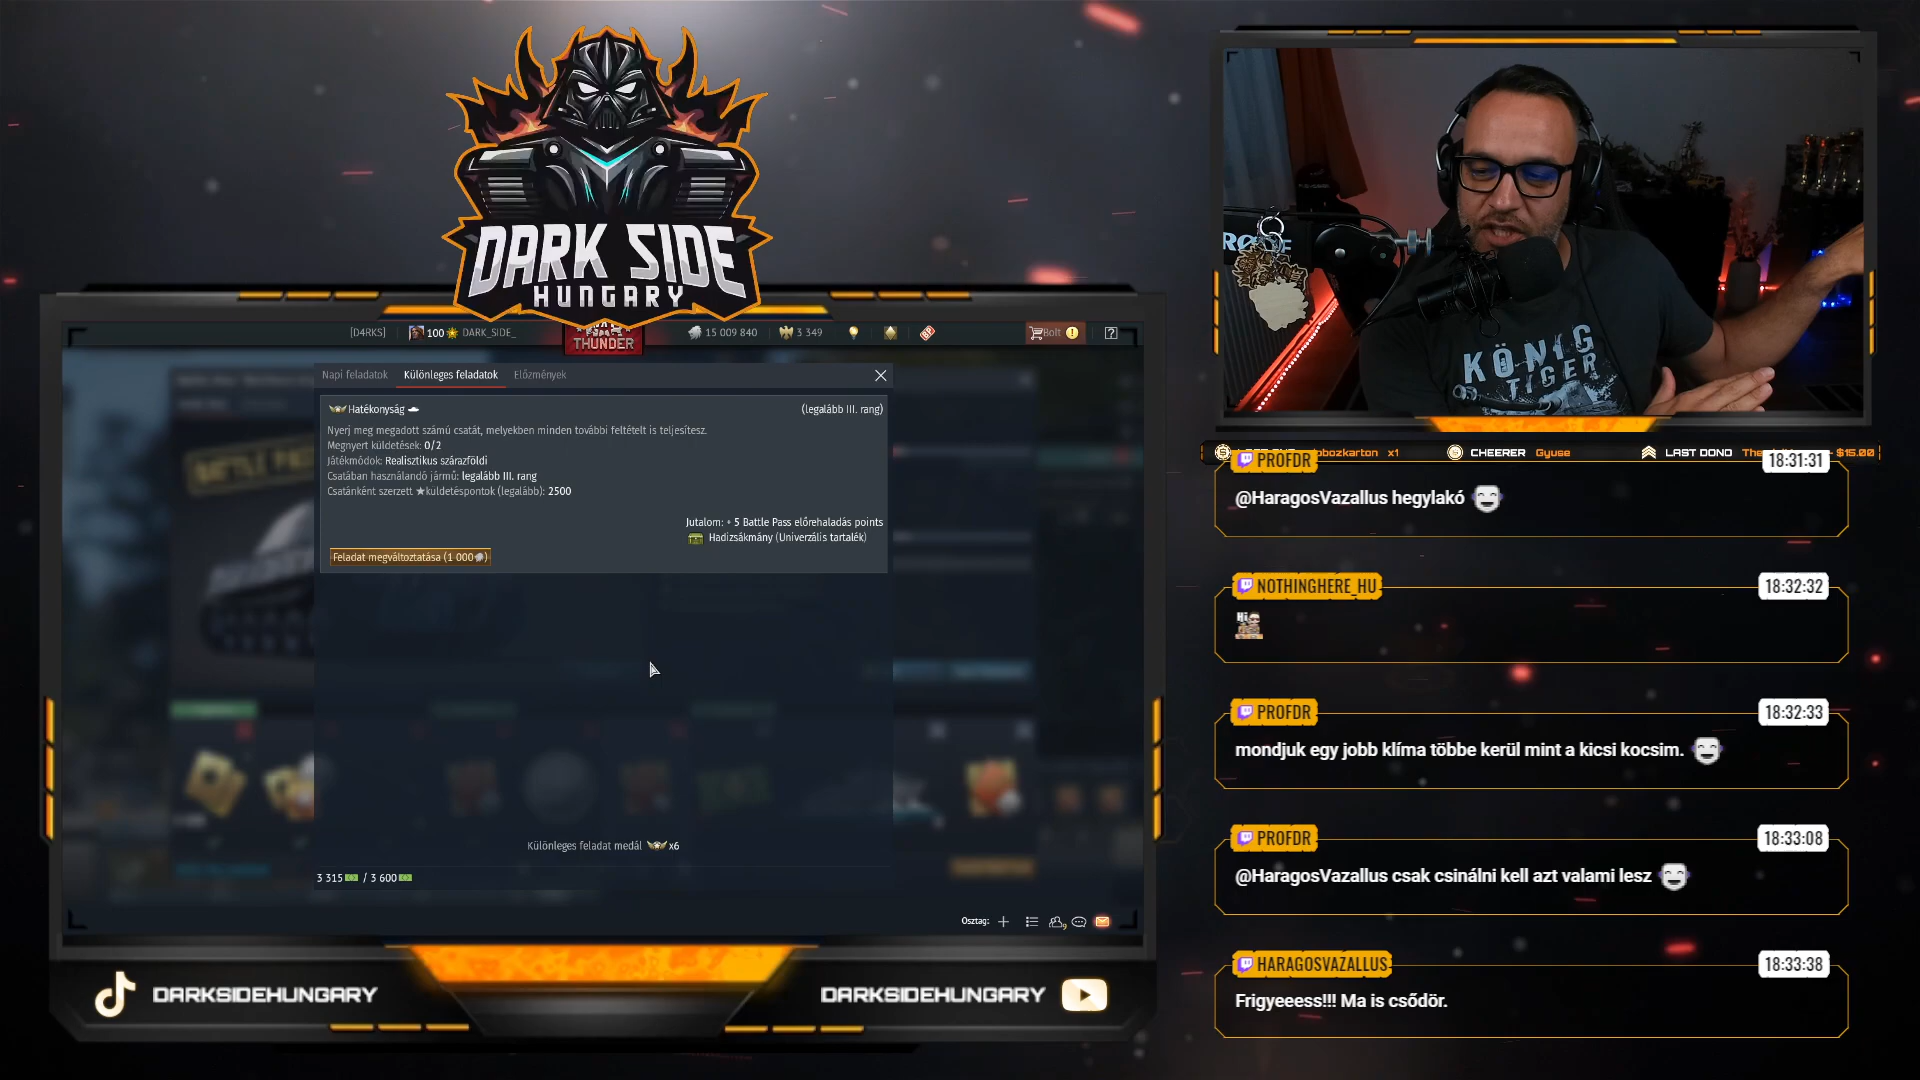 DARK SIDE
HUNGARY
[D4RKS]
100
DARK_SIDE_
THUNDER
15 009 840
3 349
Bolt
Napi feladatok
Különleges feladatok
Előzmények
Hatékonyság
(legalább III. rang)
Nyerj meg megadott számú csatát, melyekben minden további feltételt is teljesítesz.
Megnyert küldetések: 0/2
Játékmódok: Realisztikus szárazföldi
Csatában használandó jármű: legalább III. rang
Csatánként szerzett ★küldetéspontok (legalább): 2500
Jutalom: • 5 Battle Pass előrehaladás points
Hadizsákmány (Univerzális tartalék)
Feladat megváltoztatása (1 000)
Különleges feladat medál x6
3 315 / 3 600
Osztag:
DARKSIDEHUNGARY
DARKSIDEHUNGARY
KÖNIG
TIGER
x1
CHEERER Gyuse
LAST DONO
$15.00
PROFDR
18:31:31
@HaragosVazallus hegylakó
NOTHINGHERE_HU
18:32:32
Hi
PROFDR
18:32:33
mondjuk egy jobb klíma többe kerül mint a kicsi kocsim.
PROFDR
18:33:08
@HaragosVazallus csak csinálni kell azt valami lesz
HARAGOSVAZALLUS
18:33:38
Frigyeeess!!! Ma is csődör.